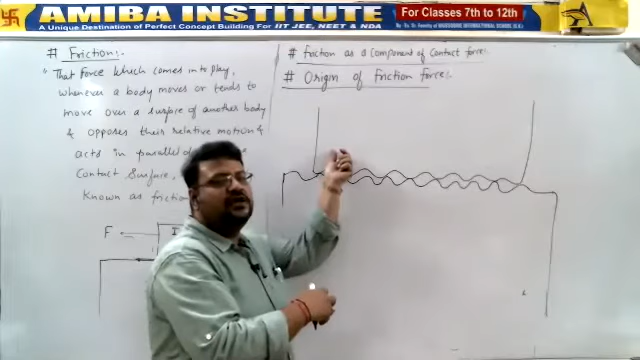 AMIBA INSTITUTE
For Classes 7th to 12th
A Unique Destination of Perfect Concept Building For IIT JEE, NEET & NDA
# Friction:-
"That force which comes into play,
whenever a body moves or tends to
move over a surface of another body
& opposes their relative motion &
acts in parallel
Contact Surface,
Known as friction
F
# Friction as a Component of Contact force:-
# Origin of friction force:-